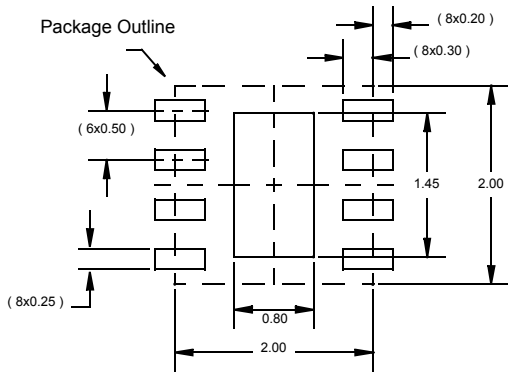 Package Outline
( 8x0.20 )
( 8x0.30 )
( 6x0.50 )
1.45
2.00
( 8x0.25 )
0.80
2.00